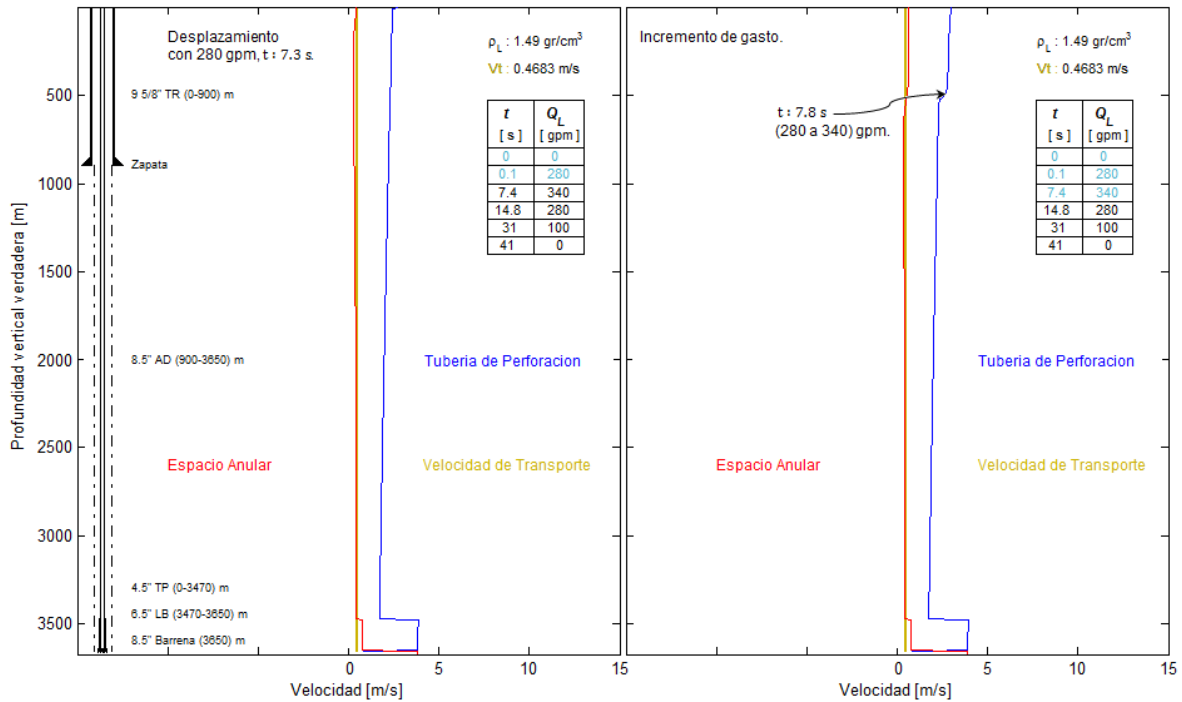 Profundidad vertical verdadera [m]
500
1000
1500
2000
2500
3000
3500
Desplazamiento
con 280 gpm, t : 7.3 s.
9 5/8" TR (0-900) m
Zapata
8.5" AD (900-3650) m
4.5" TP (0-3470) m
6.5" LB (3470-3650) m
8.5" Barrena (3650) m
ρL : 1.49 gr/cm3
Vt : 0.4683 m/s
t QL
[ s ] [ gpm ]
0 0
0.1 280
7.4 340
14.8 280
31 100
41 0
Tuberia de Perforacion
Espacio Anular
Velocidad de Transporte
0 5 10 15
Velocidad [m/s]
Incremento de gasto.
t : 7.8 s
(280 a 340) gpm.
ρL : 1.49 gr/cm3
Vt : 0.4683 m/s
t QL
[ s ] [ gpm ]
0 0
0.1 280
7.4 340
14.8 280
31 100
41 0
Tuberia de Perforacion
Espacio Anular
Velocidad de Transporte
0 5 10 15
Velocidad [m/s]